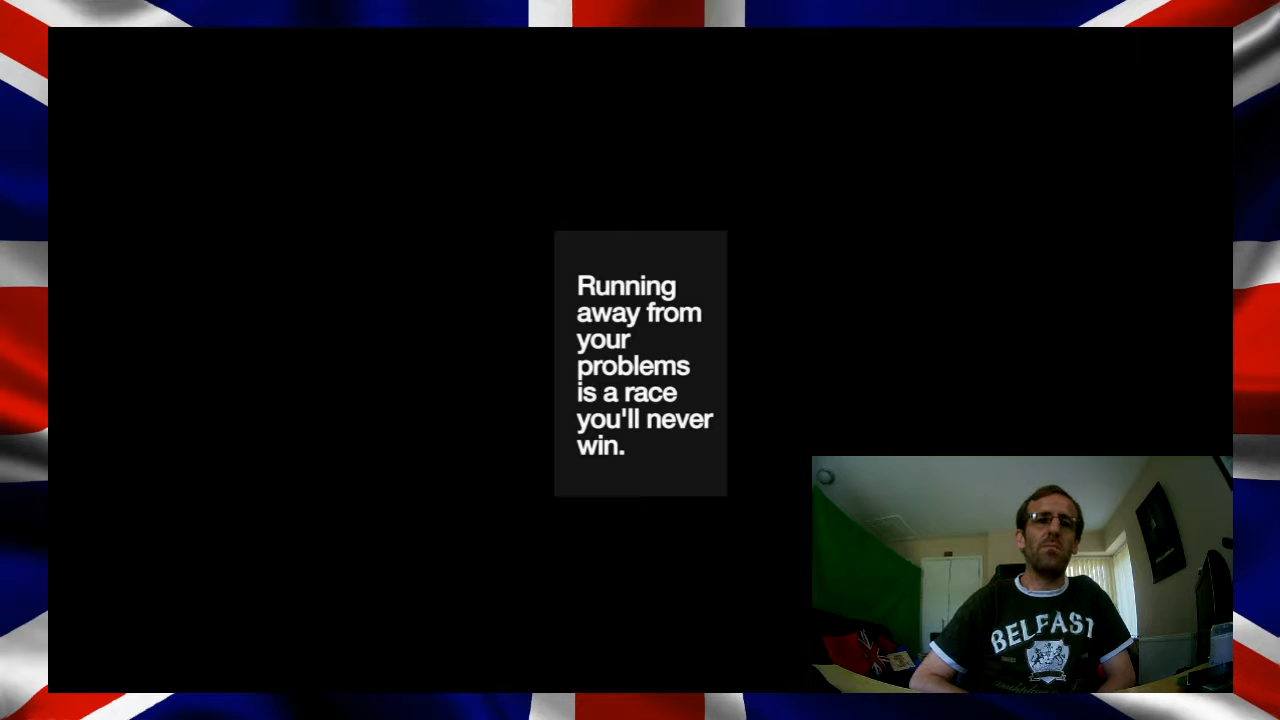 Running
away from
your
problems
is a race
you'll never
win.
BELFAST